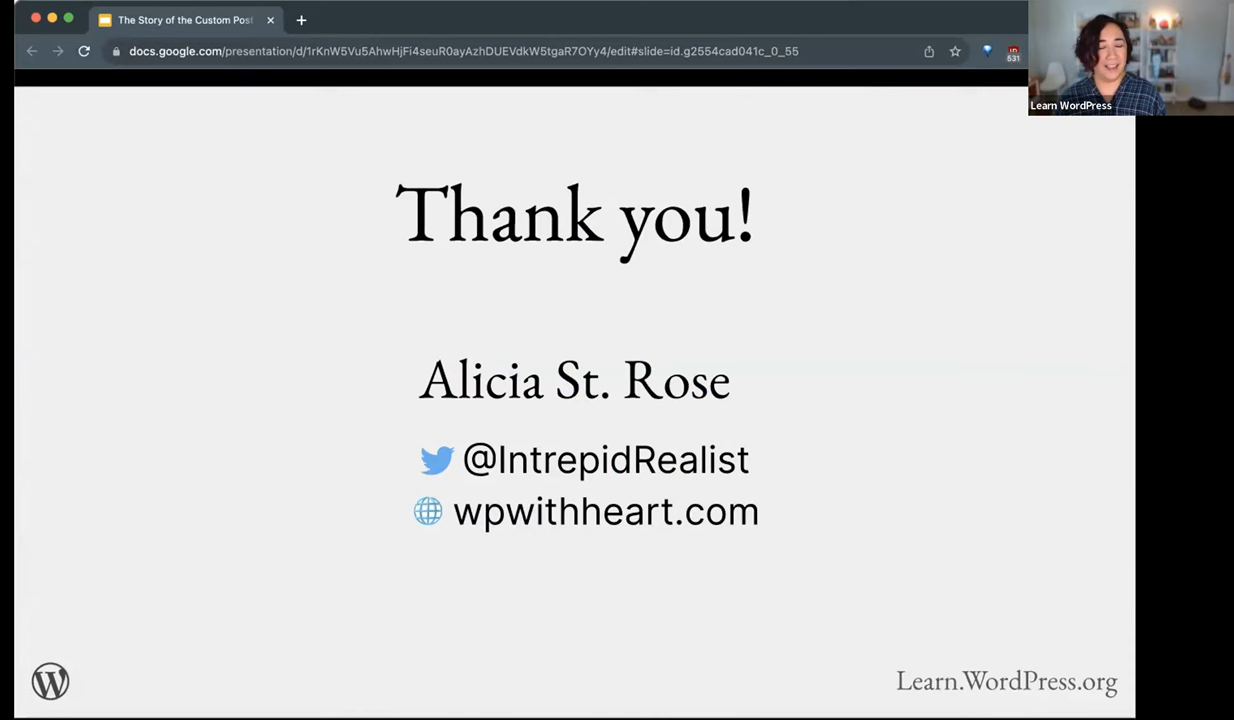 The Story of the Custom Post
docs.google.com/presentation/d/1rKnW5Vu5AhwHjFi4seuR0ayAzhDUEVdkW5tgaR7OYy4/edit#slide=id.g2554cad041c_0_55
531
Learn WordPress
Thank you!
Alicia St. Rose
@IntrepidRealist
wpwithheart.com
Learn.WordPress.org